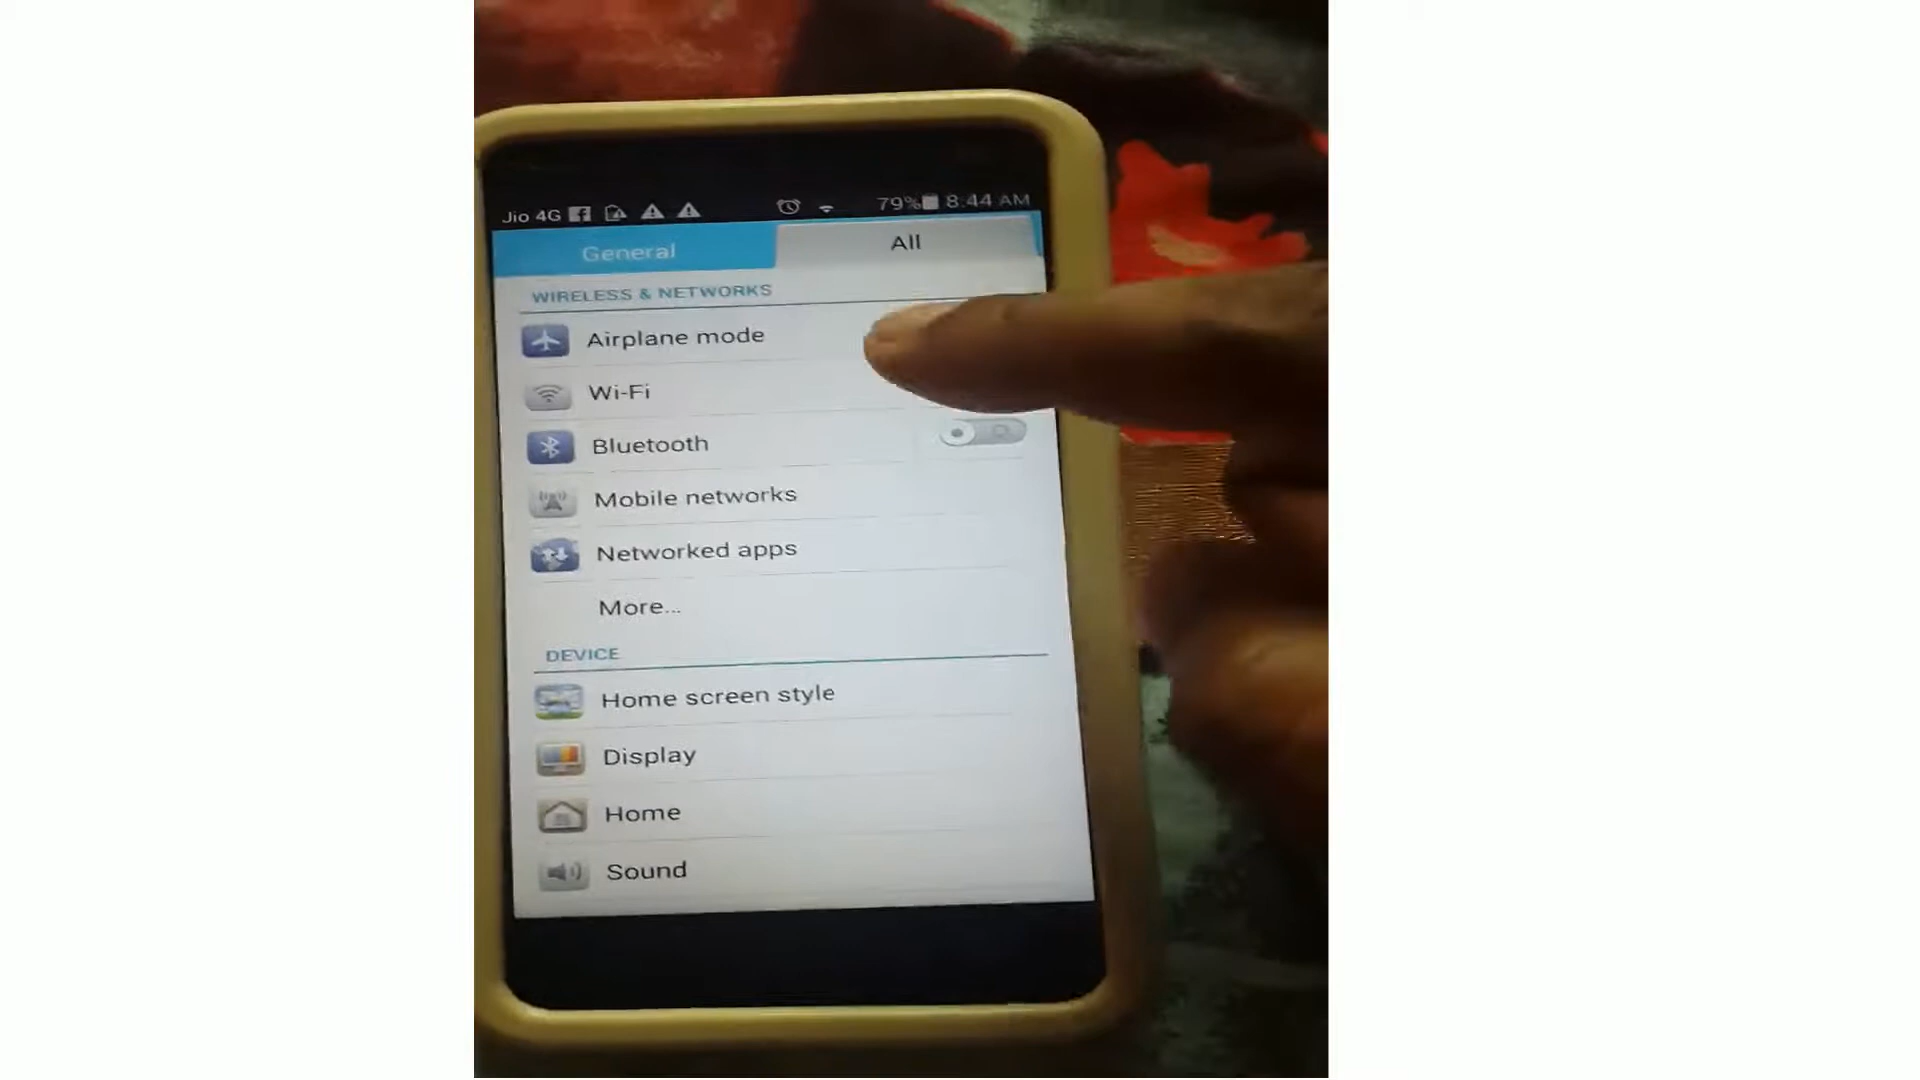 Jio 4G 79% 8:44 AM
General All
WIRELESS & NETWORKS
Airplane mode
Wi-Fi
Bluetooth
Mobile networks
Networked apps
More...
DEVICE
Home screen style
Display
Home
Sound